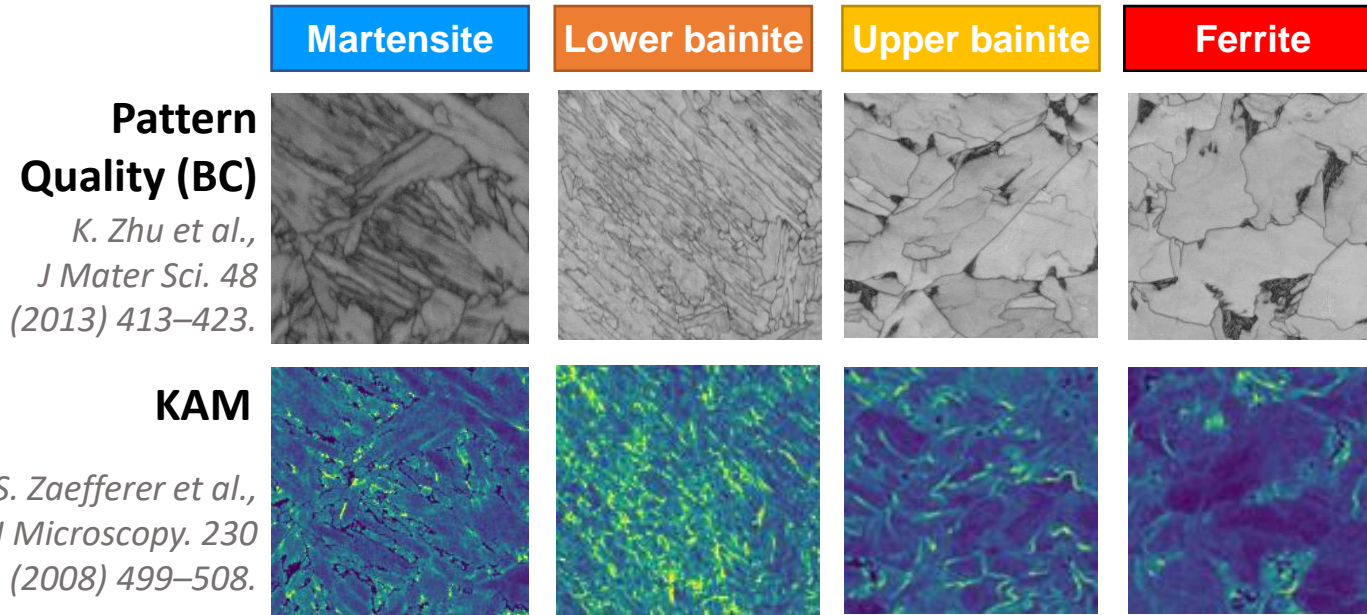 Martensite
Lower bainite
Upper bainite
Ferrite
Pattern
Quality (BC)
K. Zhu et al.,
J Mater Sci. 48
(2013) 413–423.
KAM
S. Zaefferer et al.,
J Microscopy. 230
(2008) 499–508.